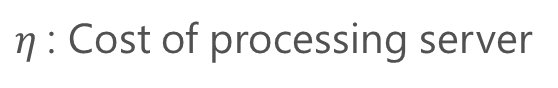 η : Cost of processing server